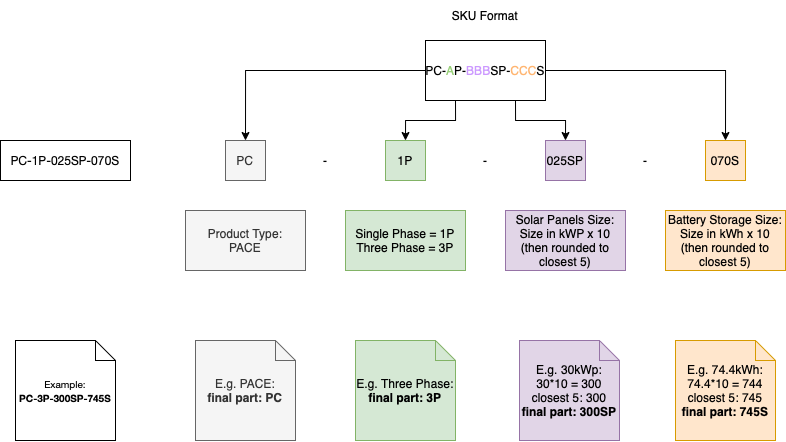 SKU Format
PC-AP-BBBSP-CCCS
PC-1P-025SP-070S
PC
-
1P
-
025SP
-
070S
Product Type:
PACE
Single Phase = 1P
Three Phase = 3P
Solar Panels Size:
Size in kWP x 10
(then rounded to
closest 5)
Battery Storage Size:
Size in kWh x 10
(then rounded to
closest 5)
Example:
PC-3P-300SP-745S
E.g. PACE:
final part: PC
E.g. Three Phase:
final part: 3P
E.g. 30kWp:
30*10 = 300
closest 5: 300
final part: 300SP
E.g. 74.4kWh:
74.4*10 = 744
closest 5: 745
final part: 745S